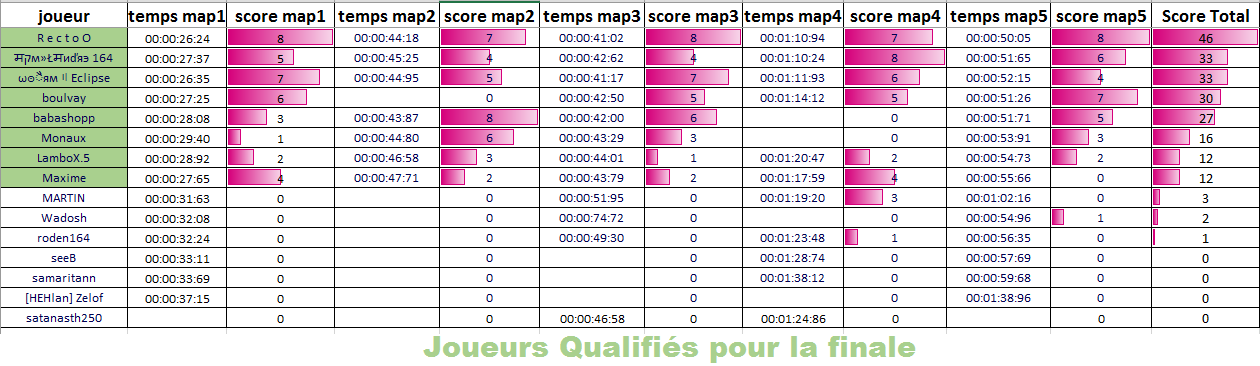 joueur temps map1 score map1 temps map2 score map2 temps map3 score map3 temps map4 score map4 temps map5 score map5 Score Total
R e c t o O 00:00:26:24 8 00:00:44:18 7 00:00:41:02 8 00:01:10:94 7 00:00:50:05 8 46
164 00:00:27:37 5 00:00:45:25 4 00:00:42:62 4 00:01:10:24 8 00:00:51:65 6 33
Eclipse 00:00:26:35 7 00:00:44:95 5 00:00:41:17 7 00:01:11:93 6 00:00:52:15 4 33
boulvay 00:00:27:25 6 0 00:00:42:50 5 00:01:14:12 5 00:00:51:26 7 30
babashopp 00:00:28:08 3 00:00:43:87 8 00:00:42:00 6 0 00:00:51:71 5 27
Monaux 00:00:29:40 1 00:00:44:80 6 00:00:43:29 3 0 00:00:53:91 3 16
LamboX.5 00:00:28:92 2 00:00:46:58 3 00:00:44:01 1 00:01:20:47 2 00:00:54:73 2 12
Maxime 00:00:27:65 4 00:00:47:71 2 00:00:43:79 2 00:01:17:59 4 00:00:55:66 0 12
MARTIN 00:00:31:63 0 0 00:00:51:95 0 00:01:19:20 3 00:01:02:16 0 3
Wadosh 00:00:32:08 0 0 00:00:74:72 0 0 00:00:54:96 1 2
roden164 00:00:32:24 0 0 00:00:49:30 0 00:01:23:48 1 00:00:56:35 0 1
seeB 00:00:33:11 0 0 0 00:01:28:74 0 00:00:57:69 0 0
samaritann 00:00:33:69 0 0 0 00:01:38:12 0 00:00:59:68 0 0
[HEHlan] Zelof 00:00:37:15 0 0 0 0 00:01:38:96 0 0
satanasth250 0 0 00:00:46:58 0 00:01:24:86 0 0 0
Joueurs Qualifiés pour la finale